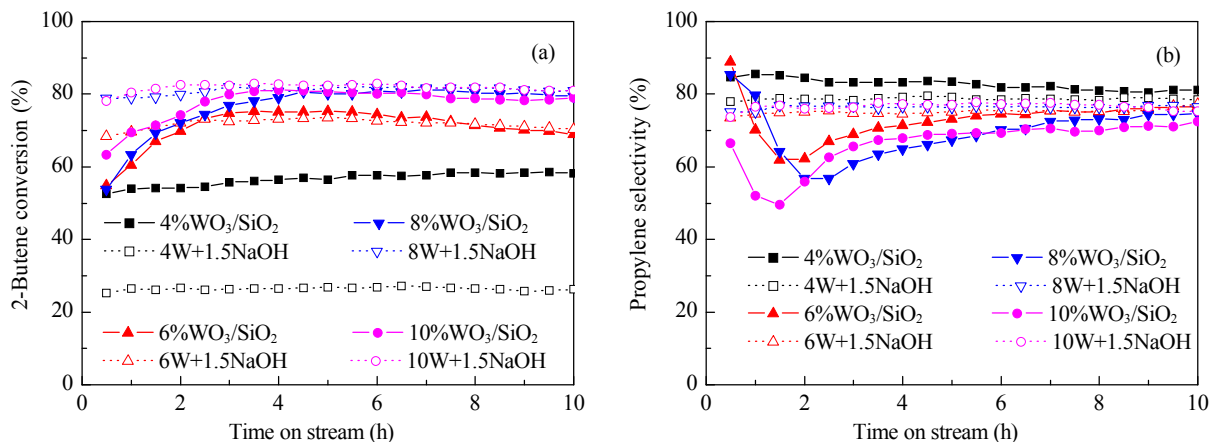 100
80
60
40
20
0
2-Butene conversion (%)
(a)
4%WO₃/SiO₂
8%WO₃/SiO₂
4W+1.5NaOH
8W+1.5NaOH
6%WO₃/SiO₂
10%WO₃/SiO₂
6W+1.5NaOH
10W+1.5NaOH
0 2 4 6 8 10
Time on stream (h)
100
80
60
40
20
0
Propylene selectivity (%)
(b)
4%WO₃/SiO₂
8%WO₃/SiO₂
4W+1.5NaOH
8W+1.5NaOH
6%WO₃/SiO₂
10%WO₃/SiO₂
6W+1.5NaOH
10W+1.5NaOH
0 2 4 6 8 10
Time on stream (h)